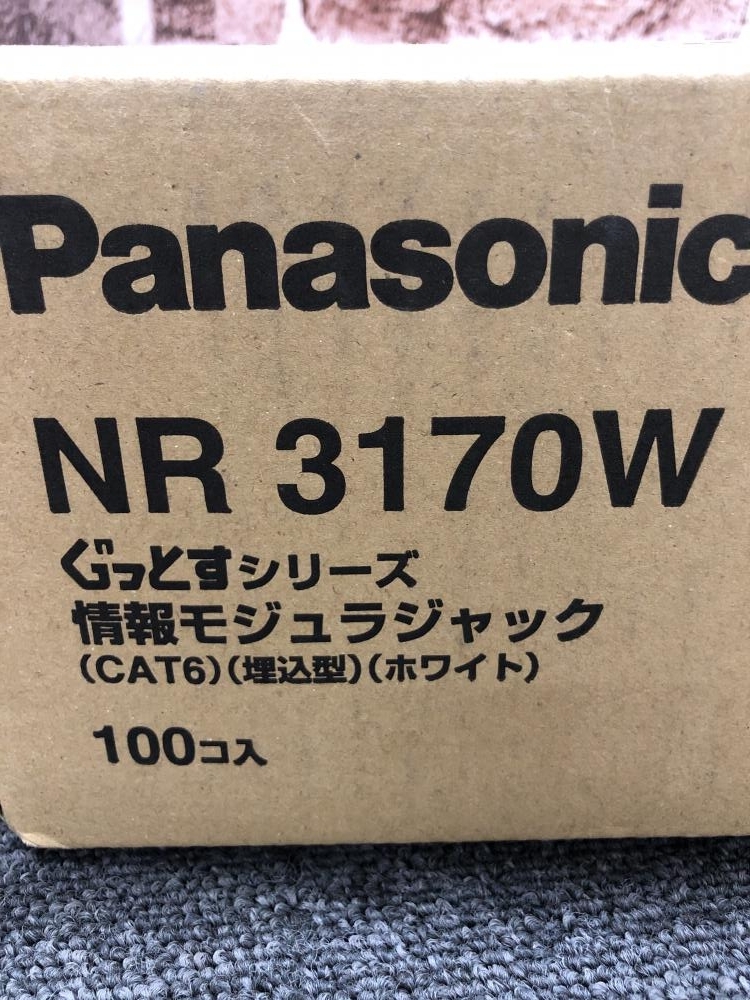 Panasonic
NR 3170W
ぐっとすシリーズ
情報モジュラジャック
(CAT6)(埋込型)(ホワイト)
100コ入